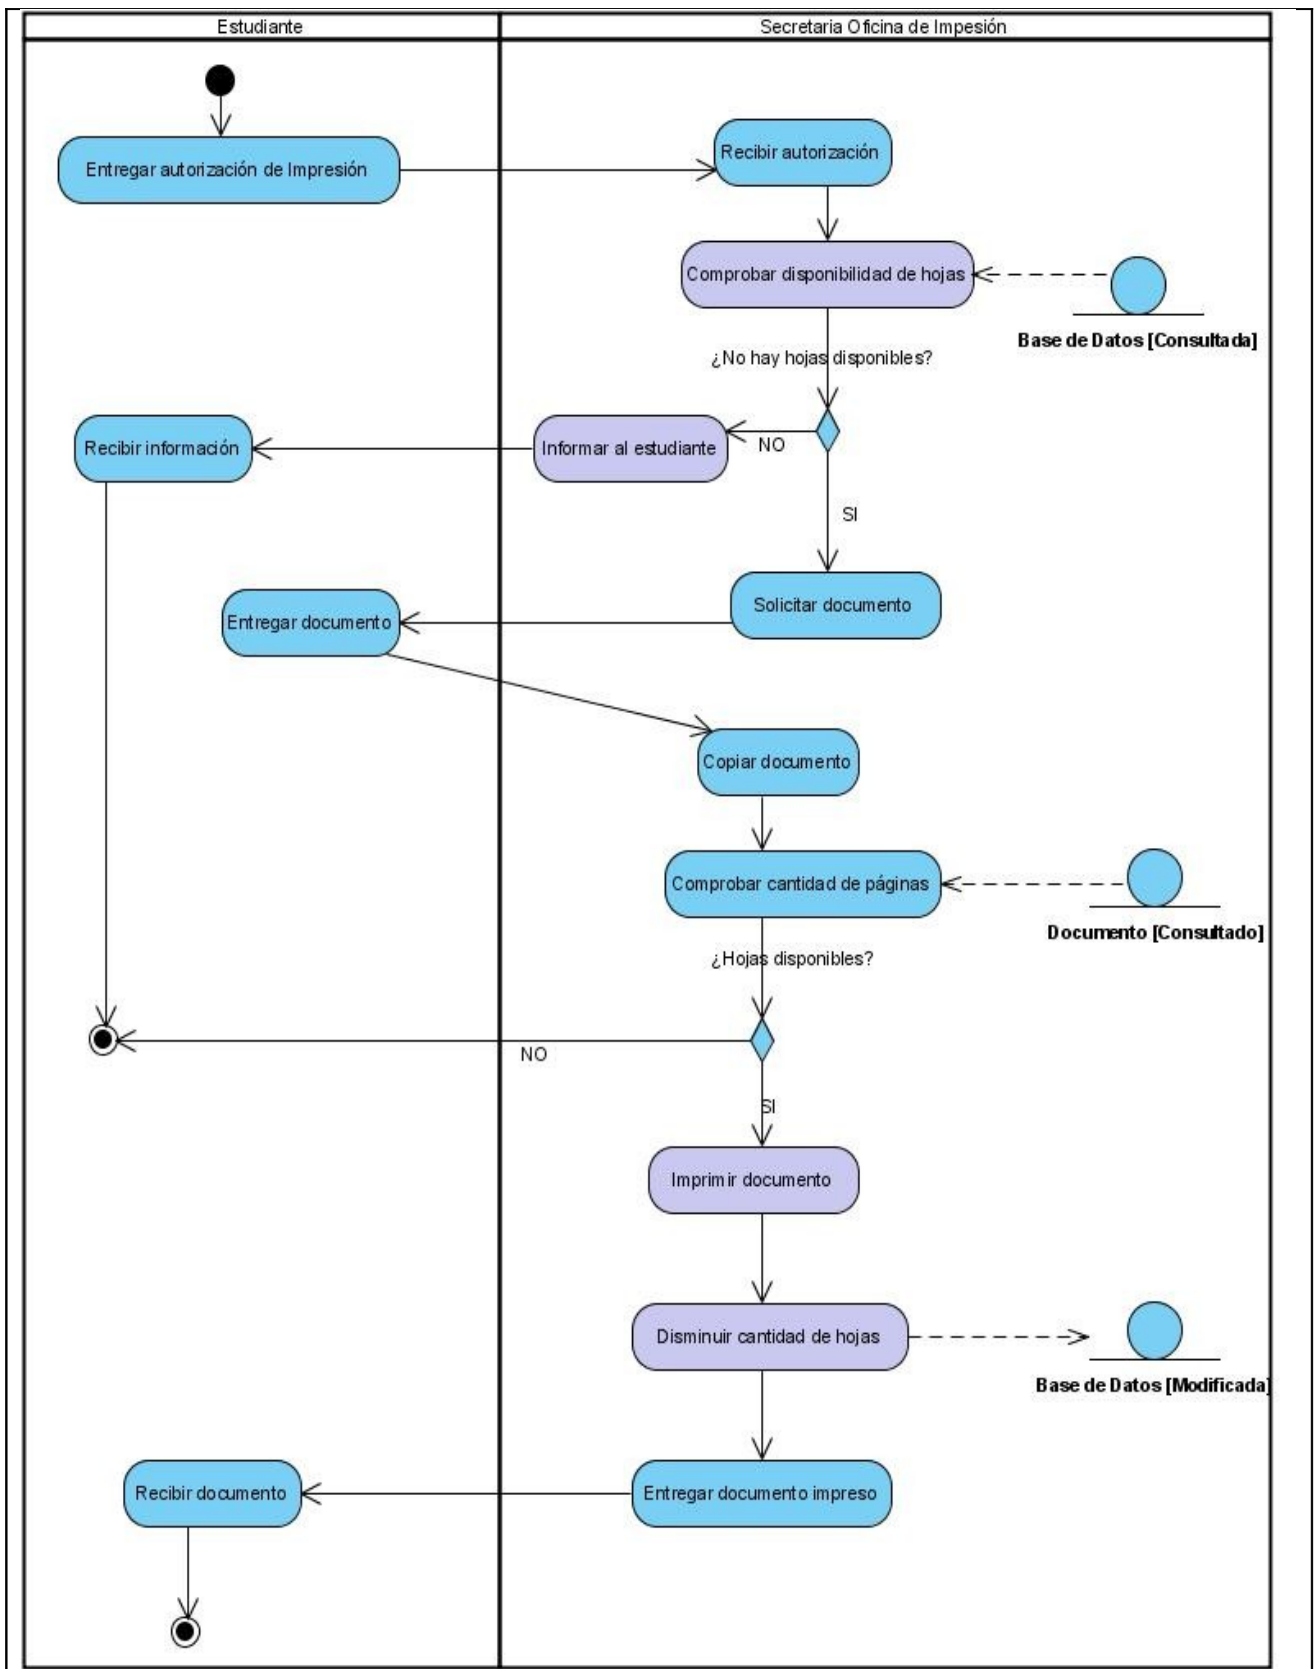 Estudiante
Secretaria Oficina de Impesión
Entregar autorización de Impresión
Recibir autorización
Comprobar disponibilidad de hojas
Base de Datos [Consultada]
¿No hay hojas disponibles?
Recibir información
Informar al estudiante
NO
SI
Entregar documento
Solicitar documento
Copiar documento
Comprobar cantidad de páginas
Documento [Consultado]
¿Hojas disponibles?
NO
SI
Imprimir documento
Disminuir cantidad de hojas
Base de Datos [Modificada]
Recibir documento
Entregar documento impreso